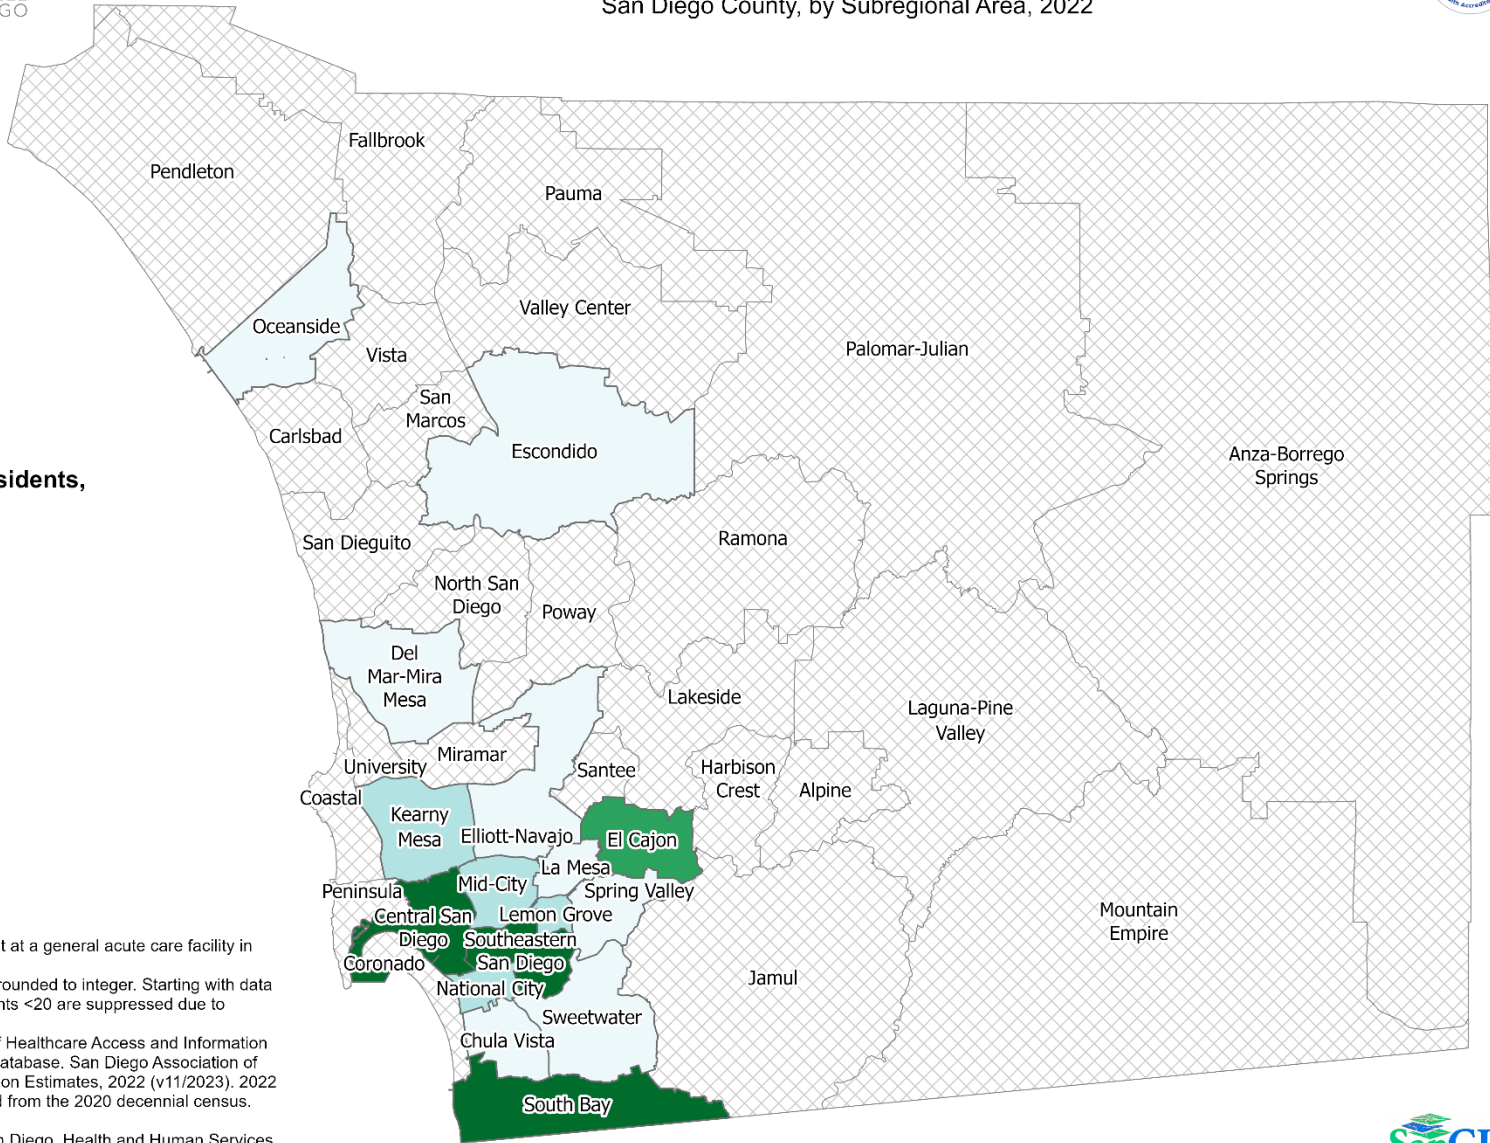 GO
San Diego County, by Subregional Area, 2022
Fallbrook
Pendleton
Pauma
Valley Center
Oceanside
Vista
Palomar-Julian
San
Marcos
Carlsbad
Escondido
Anza-Borrego
Springs
sidents,
San Dieguito
Ramona
North San
Diego
Poway
Del
Mar-Mira
Mesa
Lakeside
Laguna-Pine
Valley
Miramar
University
Santee
Harbison
Crest
Alpine
Coastal
Kearny
Mesa
Elliott-Navajo
El Cajon
La Mesa
Mid-City
Peninsula
Spring Valley
Central San
Diego
Lemon Grove
Mountain
Empire
Southeastern
San Diego
Coronado
Jamul
National City
Sweetwater
Chula Vista
South Bay
t at a general acute care facility in
rounded to integer. Starting with data
nts <20 are suppressed due to
f Healthcare Access and Information
atabase. San Diego Association of
on Estimates, 2022 (v11/2023). 2022
d from the 2020 decennial census.
n Diego, Health and Human Services